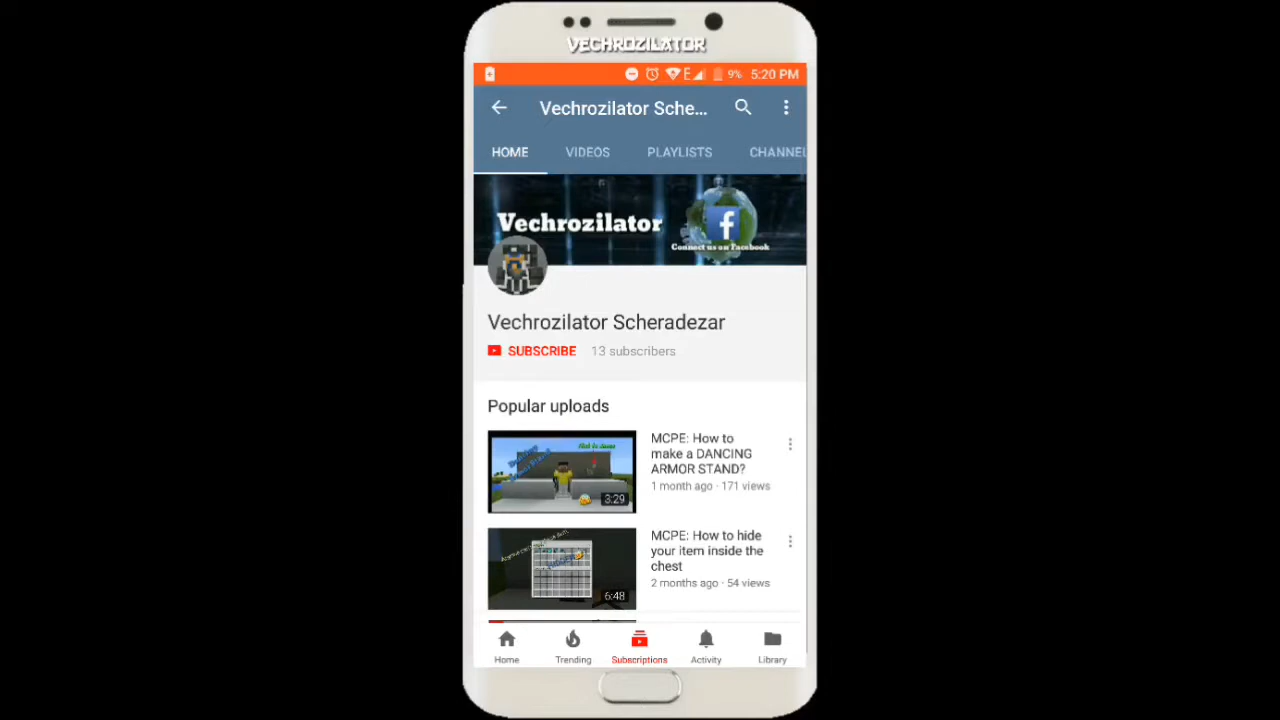 VECHROZILATOR
9% 5:20 PM
Vechrozilator Sche...
HOME VIDEOS PLAYLISTS CHANNEL
Vechrozilator
f
Connect us on Facebook
Vechrozilator Scheradezar
SUBSCRIBE 13 subscribers
Popular uploads
MCPE: How to
make a DANCING
ARMOR STAND?
1 month ago · 171 views
3:29
MCPE: How to hide
your item inside the
chest
2 months ago · 54 views
6:48
Home Trending Subscriptions Activity Library